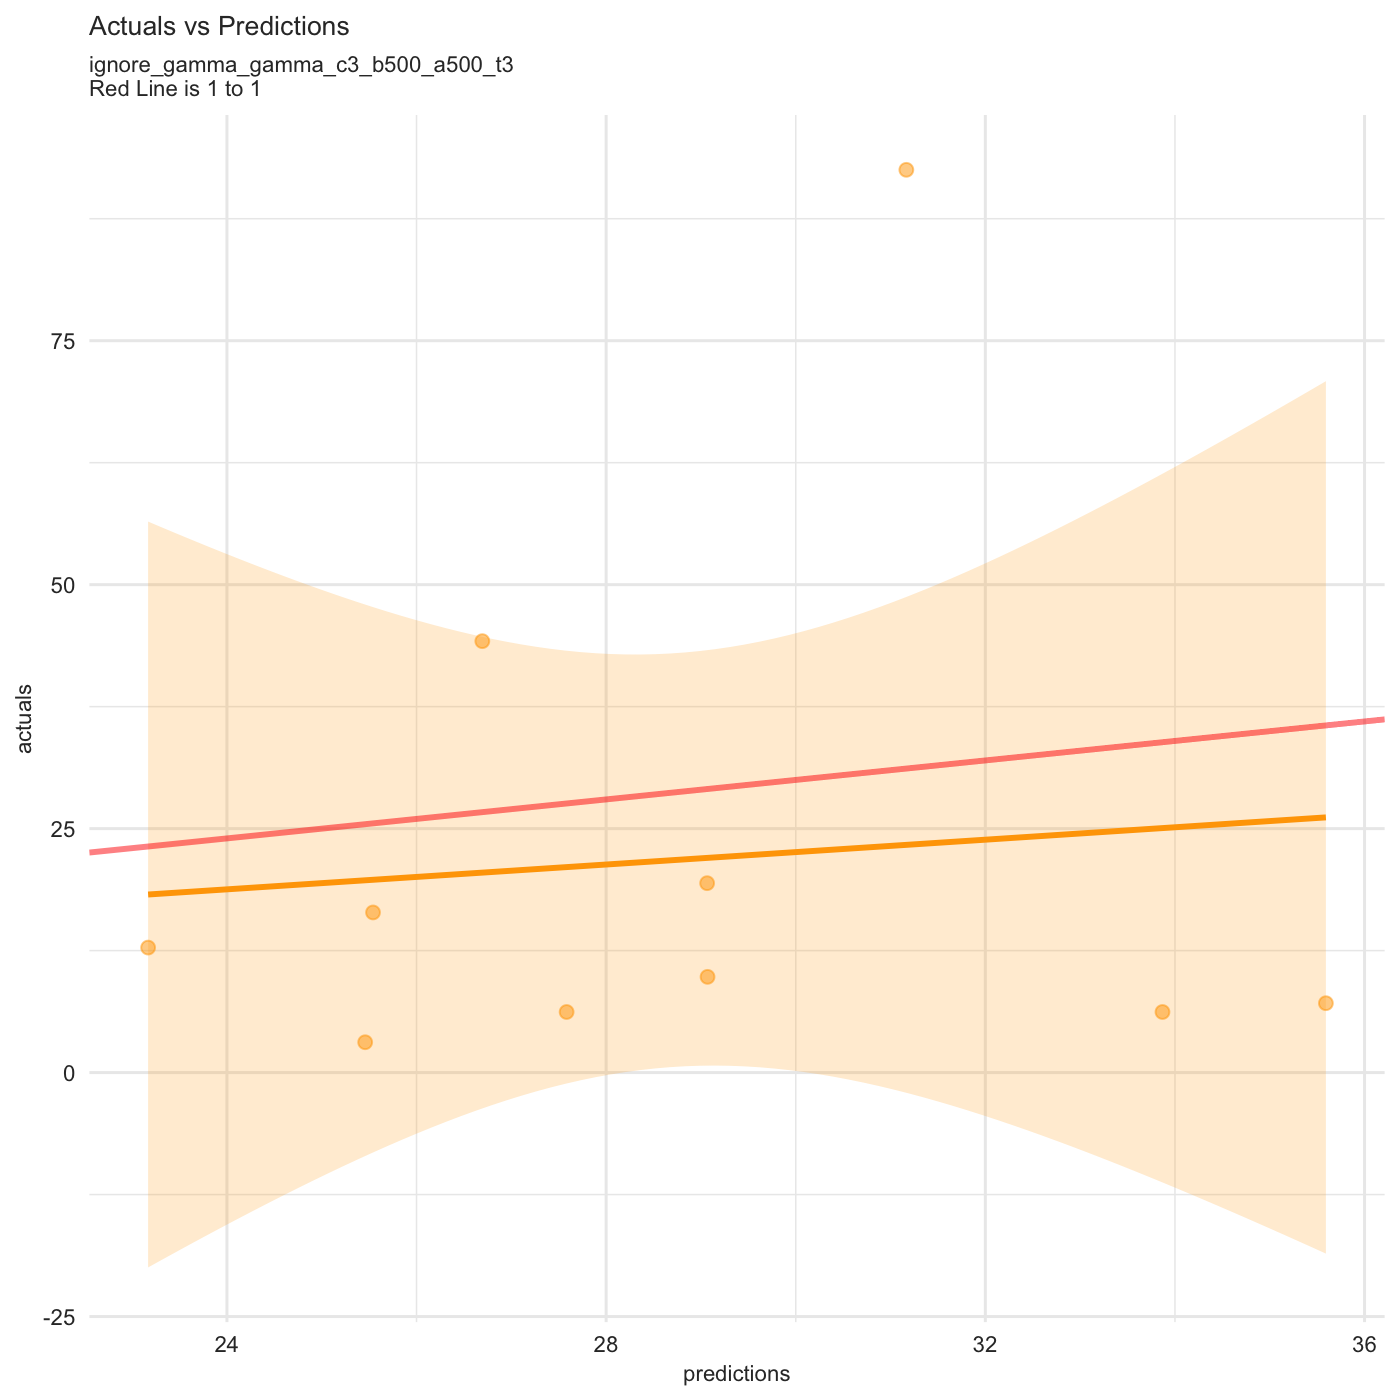 Actuals vs Predictions
ignore_gamma_gamma_c3_b500_a500_t3
Red Line is 1 to 1
75
50
25
0
-25
actuals
24 28 32 36
predictions